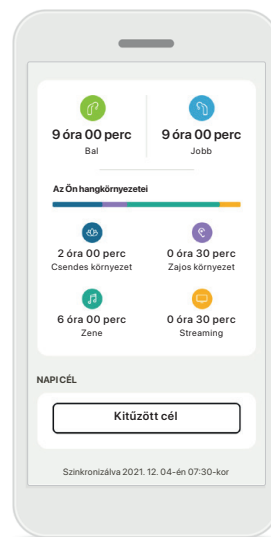 9 óra 00 perc
Bal
9 óra 00 perc
Jobb
Az Ön hangkörnyezetei
2 óra 00 perc
Csendes környezet
0 óra 30 perc
Zajos környezet
6 óra 00 perc
Zene
0 óra 30 perc
Streaming
NAPI CÉL
Kitűzött cél
Szinkronizálva 2021. 12. 04-én 07:30-kor